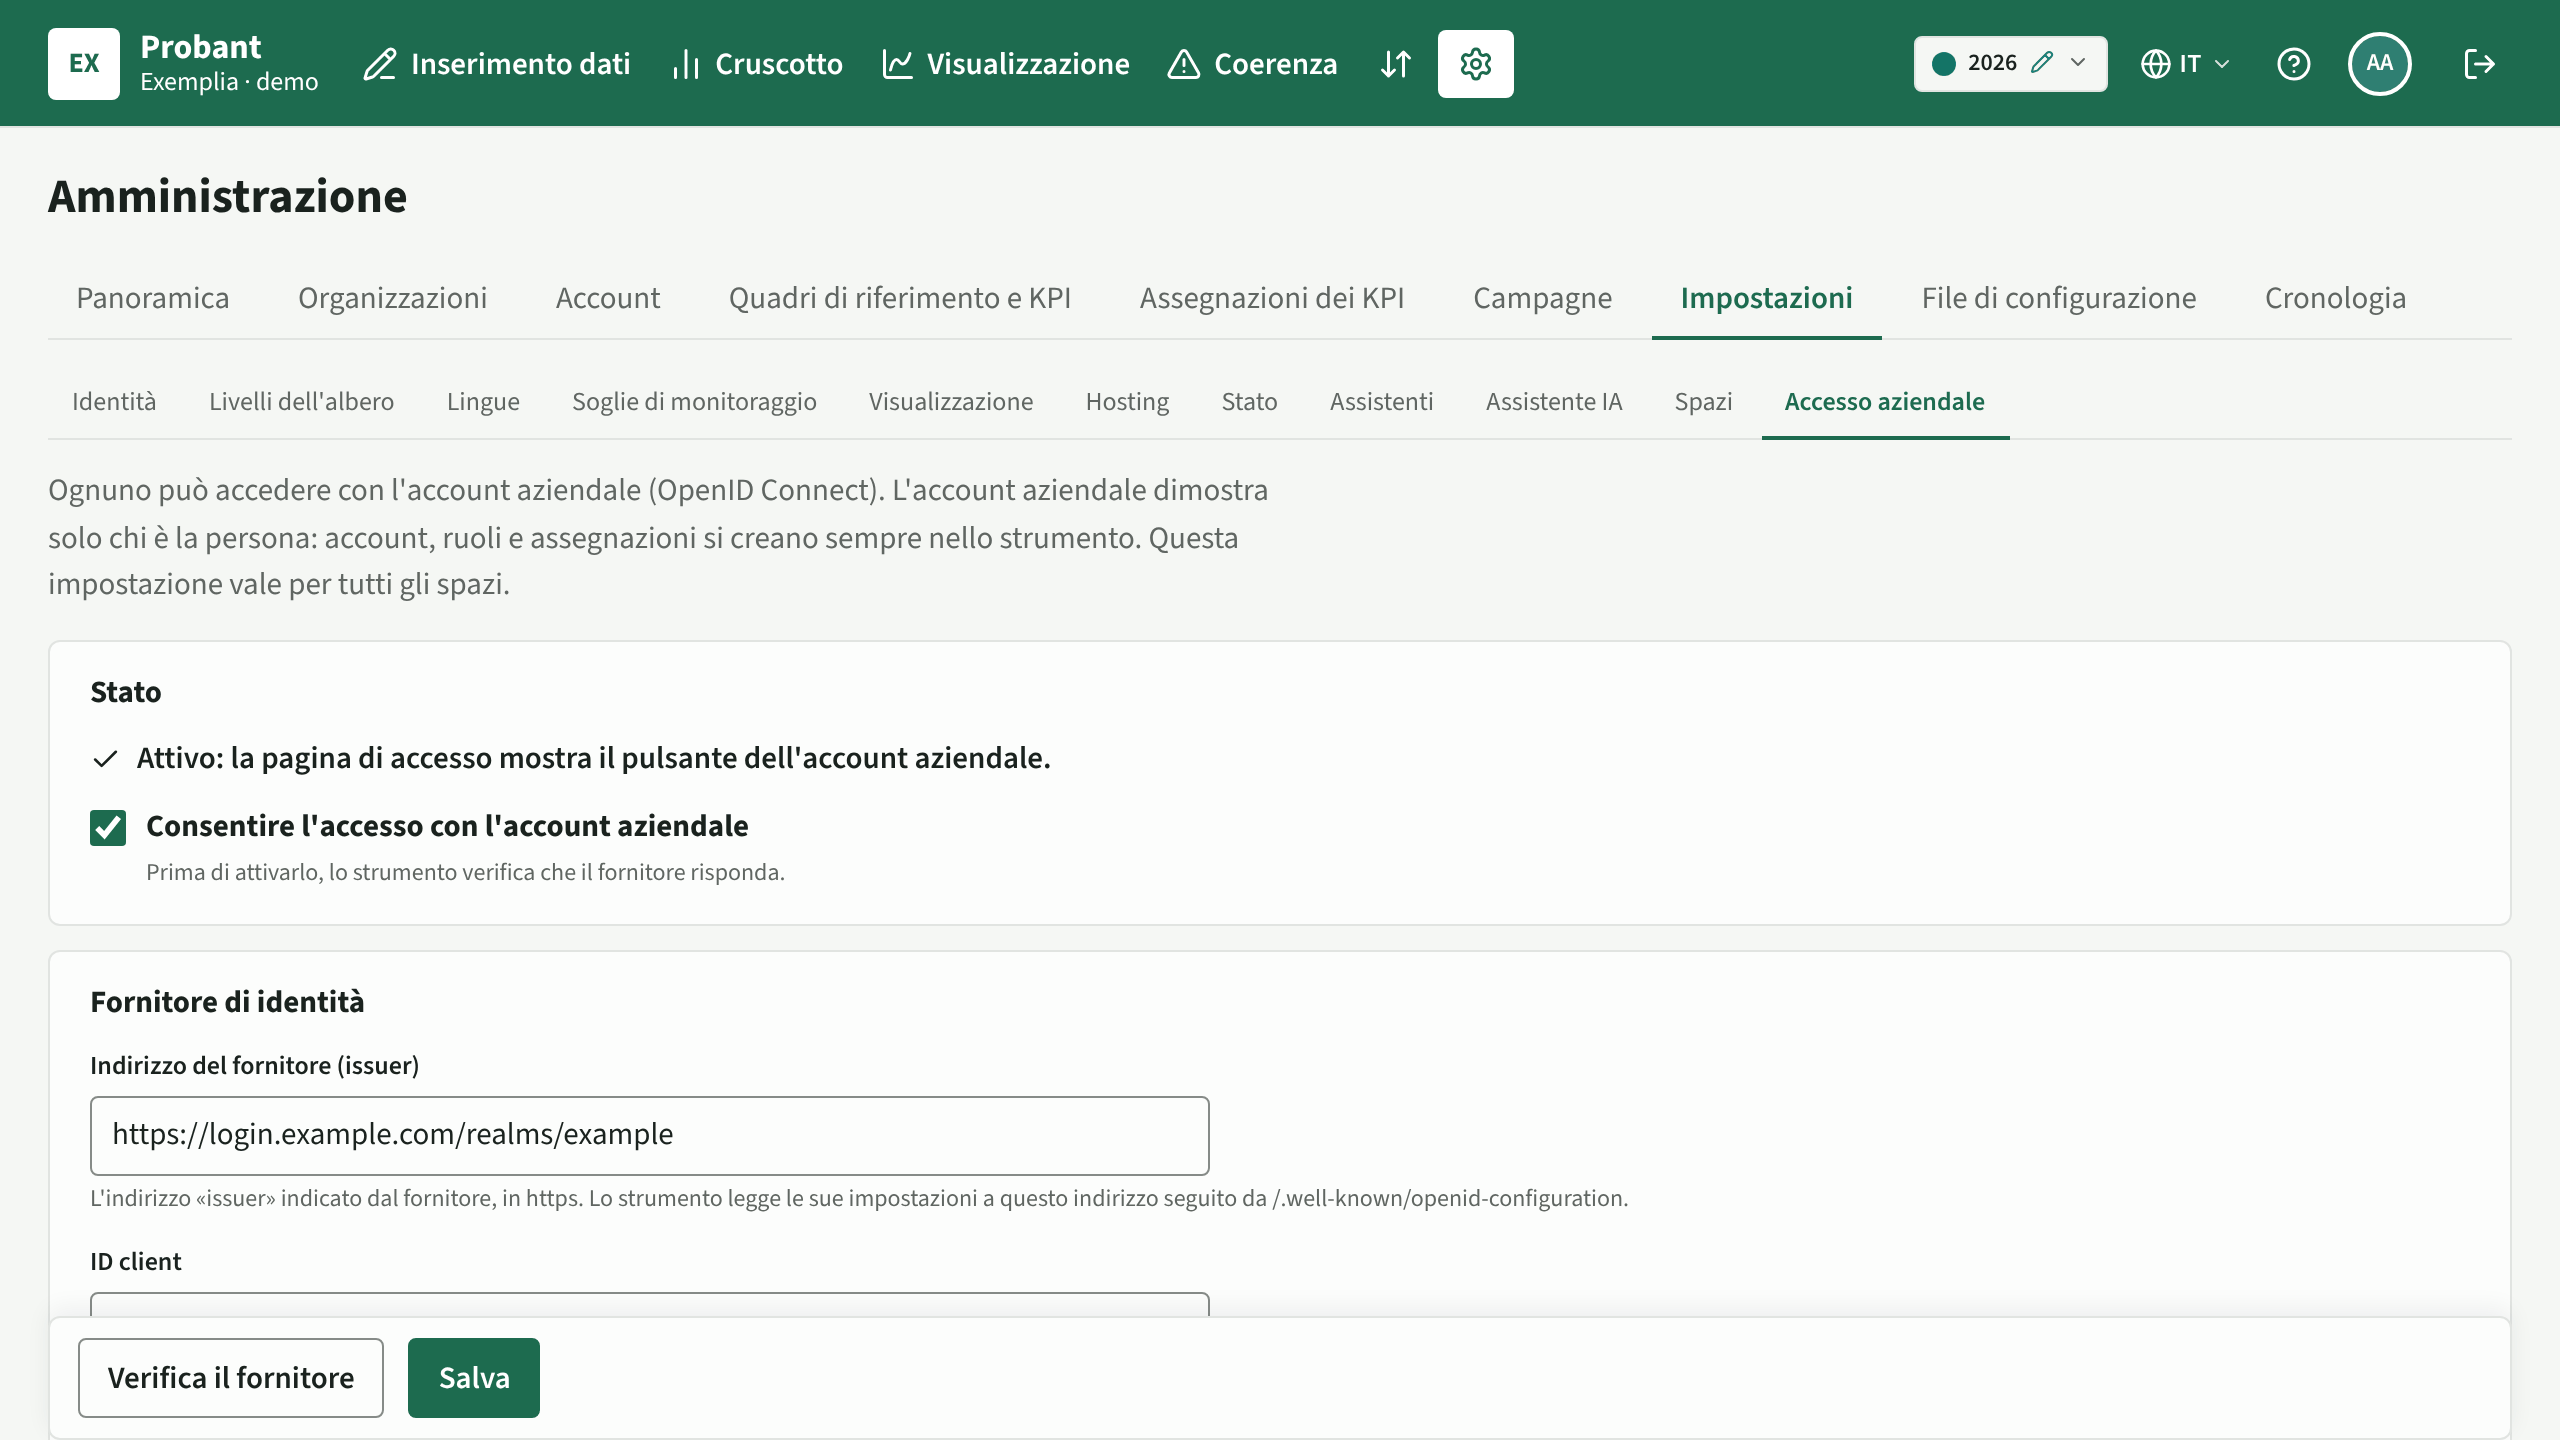 EX
Probant
Exemplia · demo
Inserimento dati
Cruscotto
Visualizzazione
Coerenza
2026
IT
AA
Amministrazione
Panoramica
Organizzazioni
Account
Quadri di riferimento e KPI
Assegnazioni dei KPI
Campagne
Impostazioni
File di configurazione
Cronologia
Identità
Livelli dell'albero
Lingue
Soglie di monitoraggio
Visualizzazione
Hosting
Stato
Assistenti
Assistente IA
Spazi
Accesso aziendale
Ognuno può accedere con l'account aziendale (OpenID Connect). L'account aziendale dimostra
solo chi è la persona: account, ruoli e assegnazioni si creano sempre nello strumento. Questa
impostazione vale per tutti gli spazi.
Stato
Attivo: la pagina di accesso mostra il pulsante dell'account aziendale.
Consentire l'accesso con l'account aziendale
Prima di attivarlo, lo strumento verifica che il fornitore risponda.
Fornitore di identità
Indirizzo del fornitore (issuer)
https://login.example.com/realms/example
L'indirizzo «issuer» indicato dal fornitore, in https. Lo strumento legge le sue impostazioni a questo indirizzo seguito da /.well-known/openid-configuration.
ID client
Verifica il fornitore
Salva